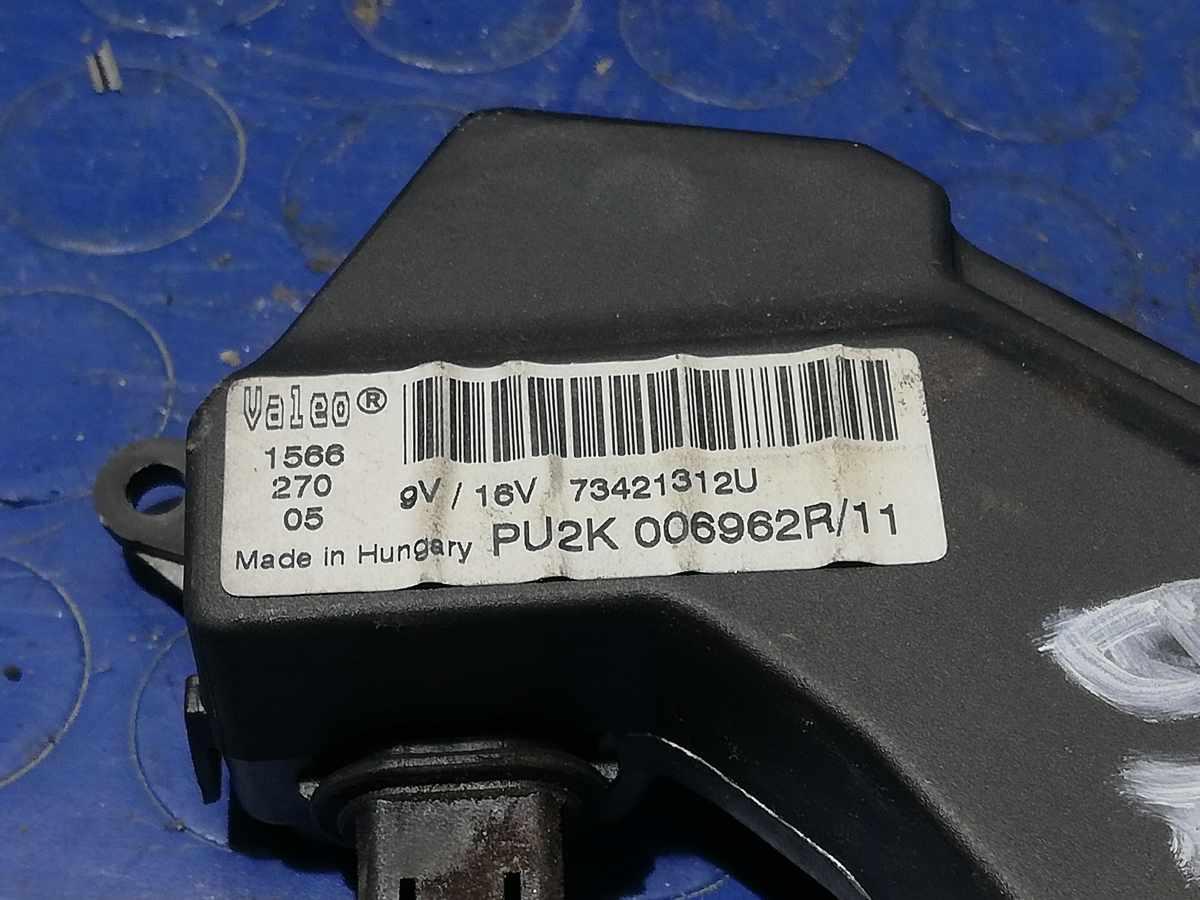 Valeo®
1566
270
05
9V / 16V 73421312U
Made in Hungary PU2K 006962R/11